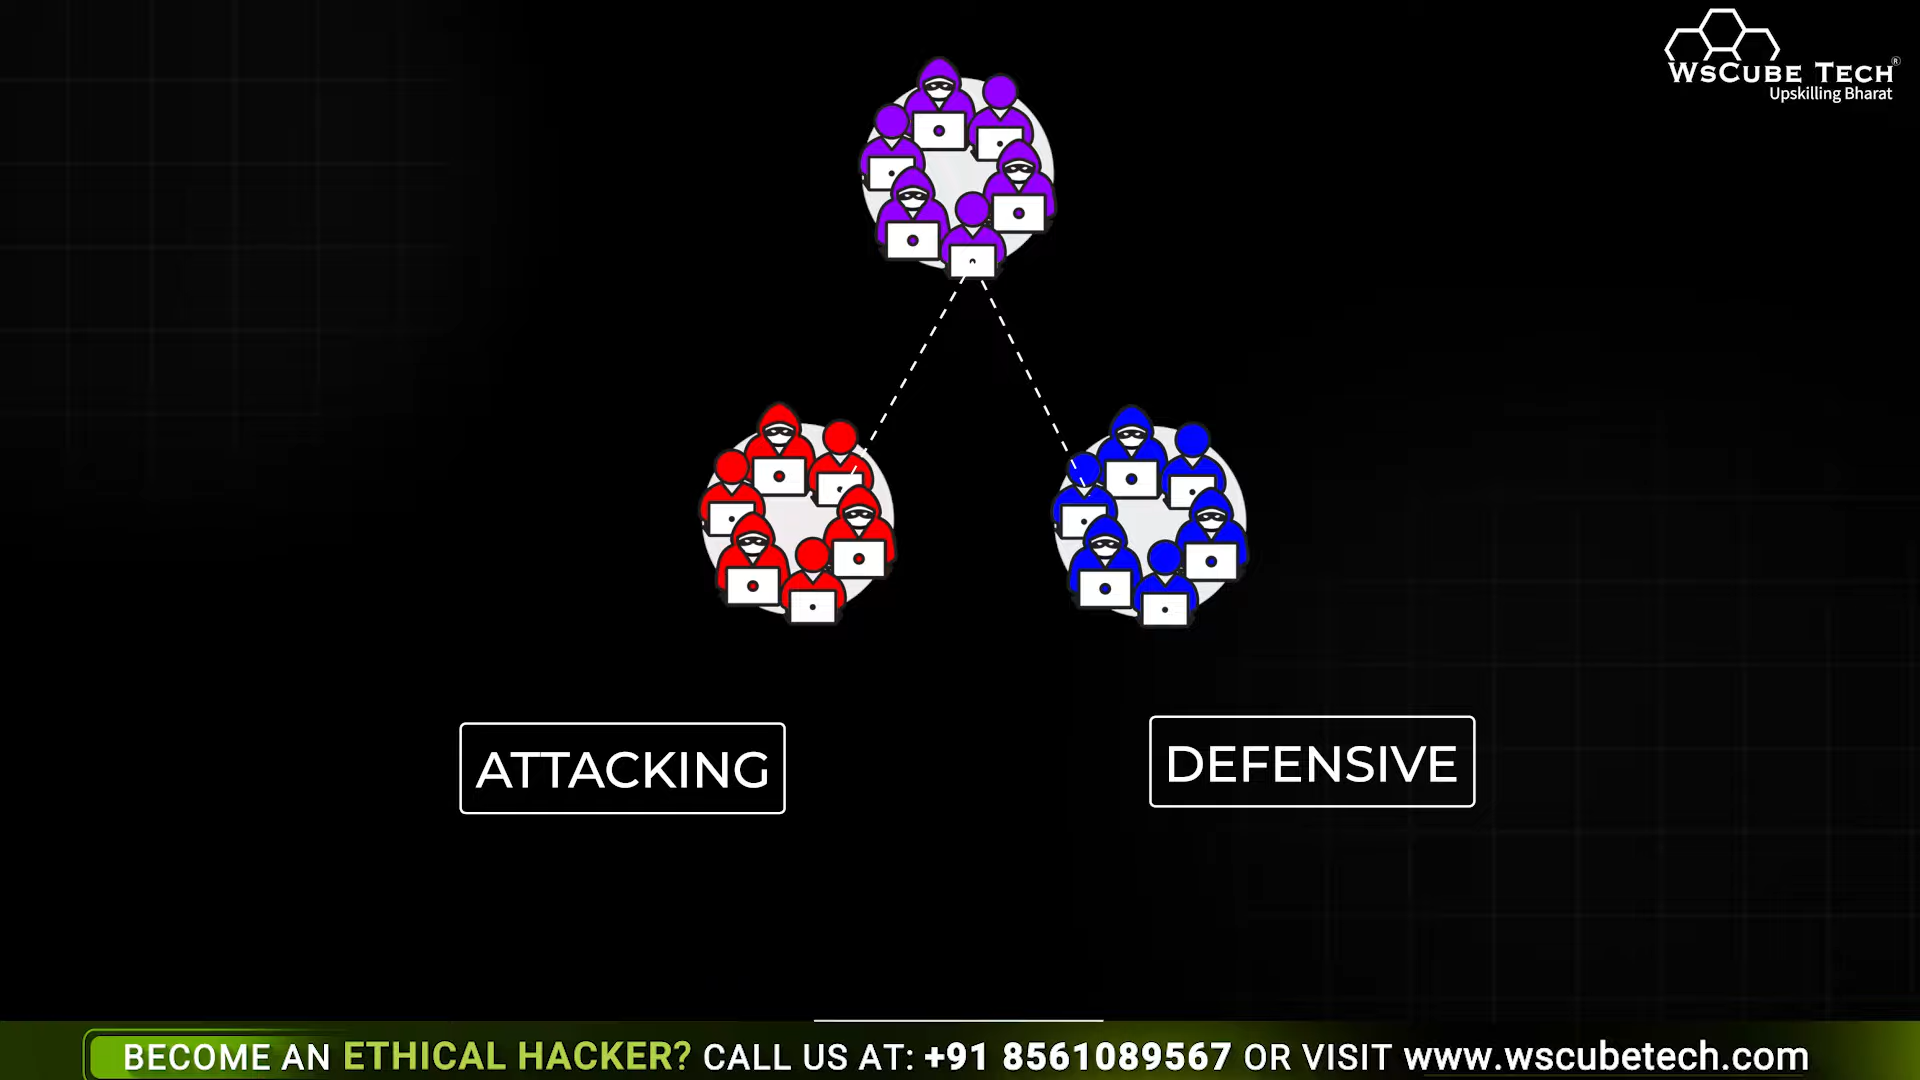 WsCube Tech®
Upskilling Bharat
ATTACKING
DEFENSIVE
BECOME AN ETHICAL HACKER? CALL US AT: +91 8561089567 OR VISIT www.wscubetech.com